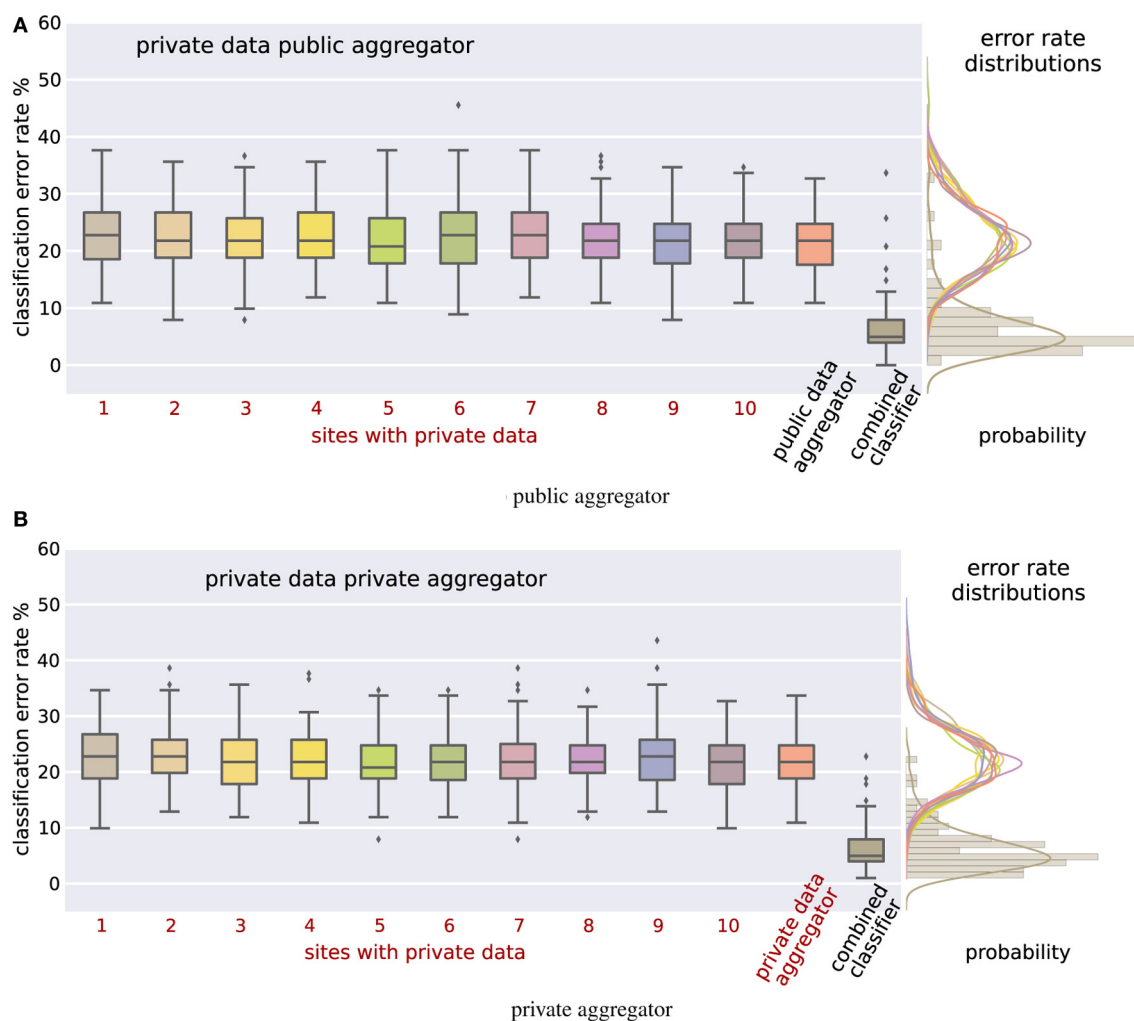 A
private data public aggregator
error rate
distributions
classification error rate %
60
50
40
30
20
10
0
1 2 3 4 5 6 7 8 9 10
sites with private data
public data
aggregator
combined
classifier
probability
public aggregator
B
private data private aggregator
error rate
distributions
classification error rate %
60
50
40
30
20
10
0
1 2 3 4 5 6 7 8 9 10
sites with private data
private data
aggregator
combined
classifier
probability
private aggregator